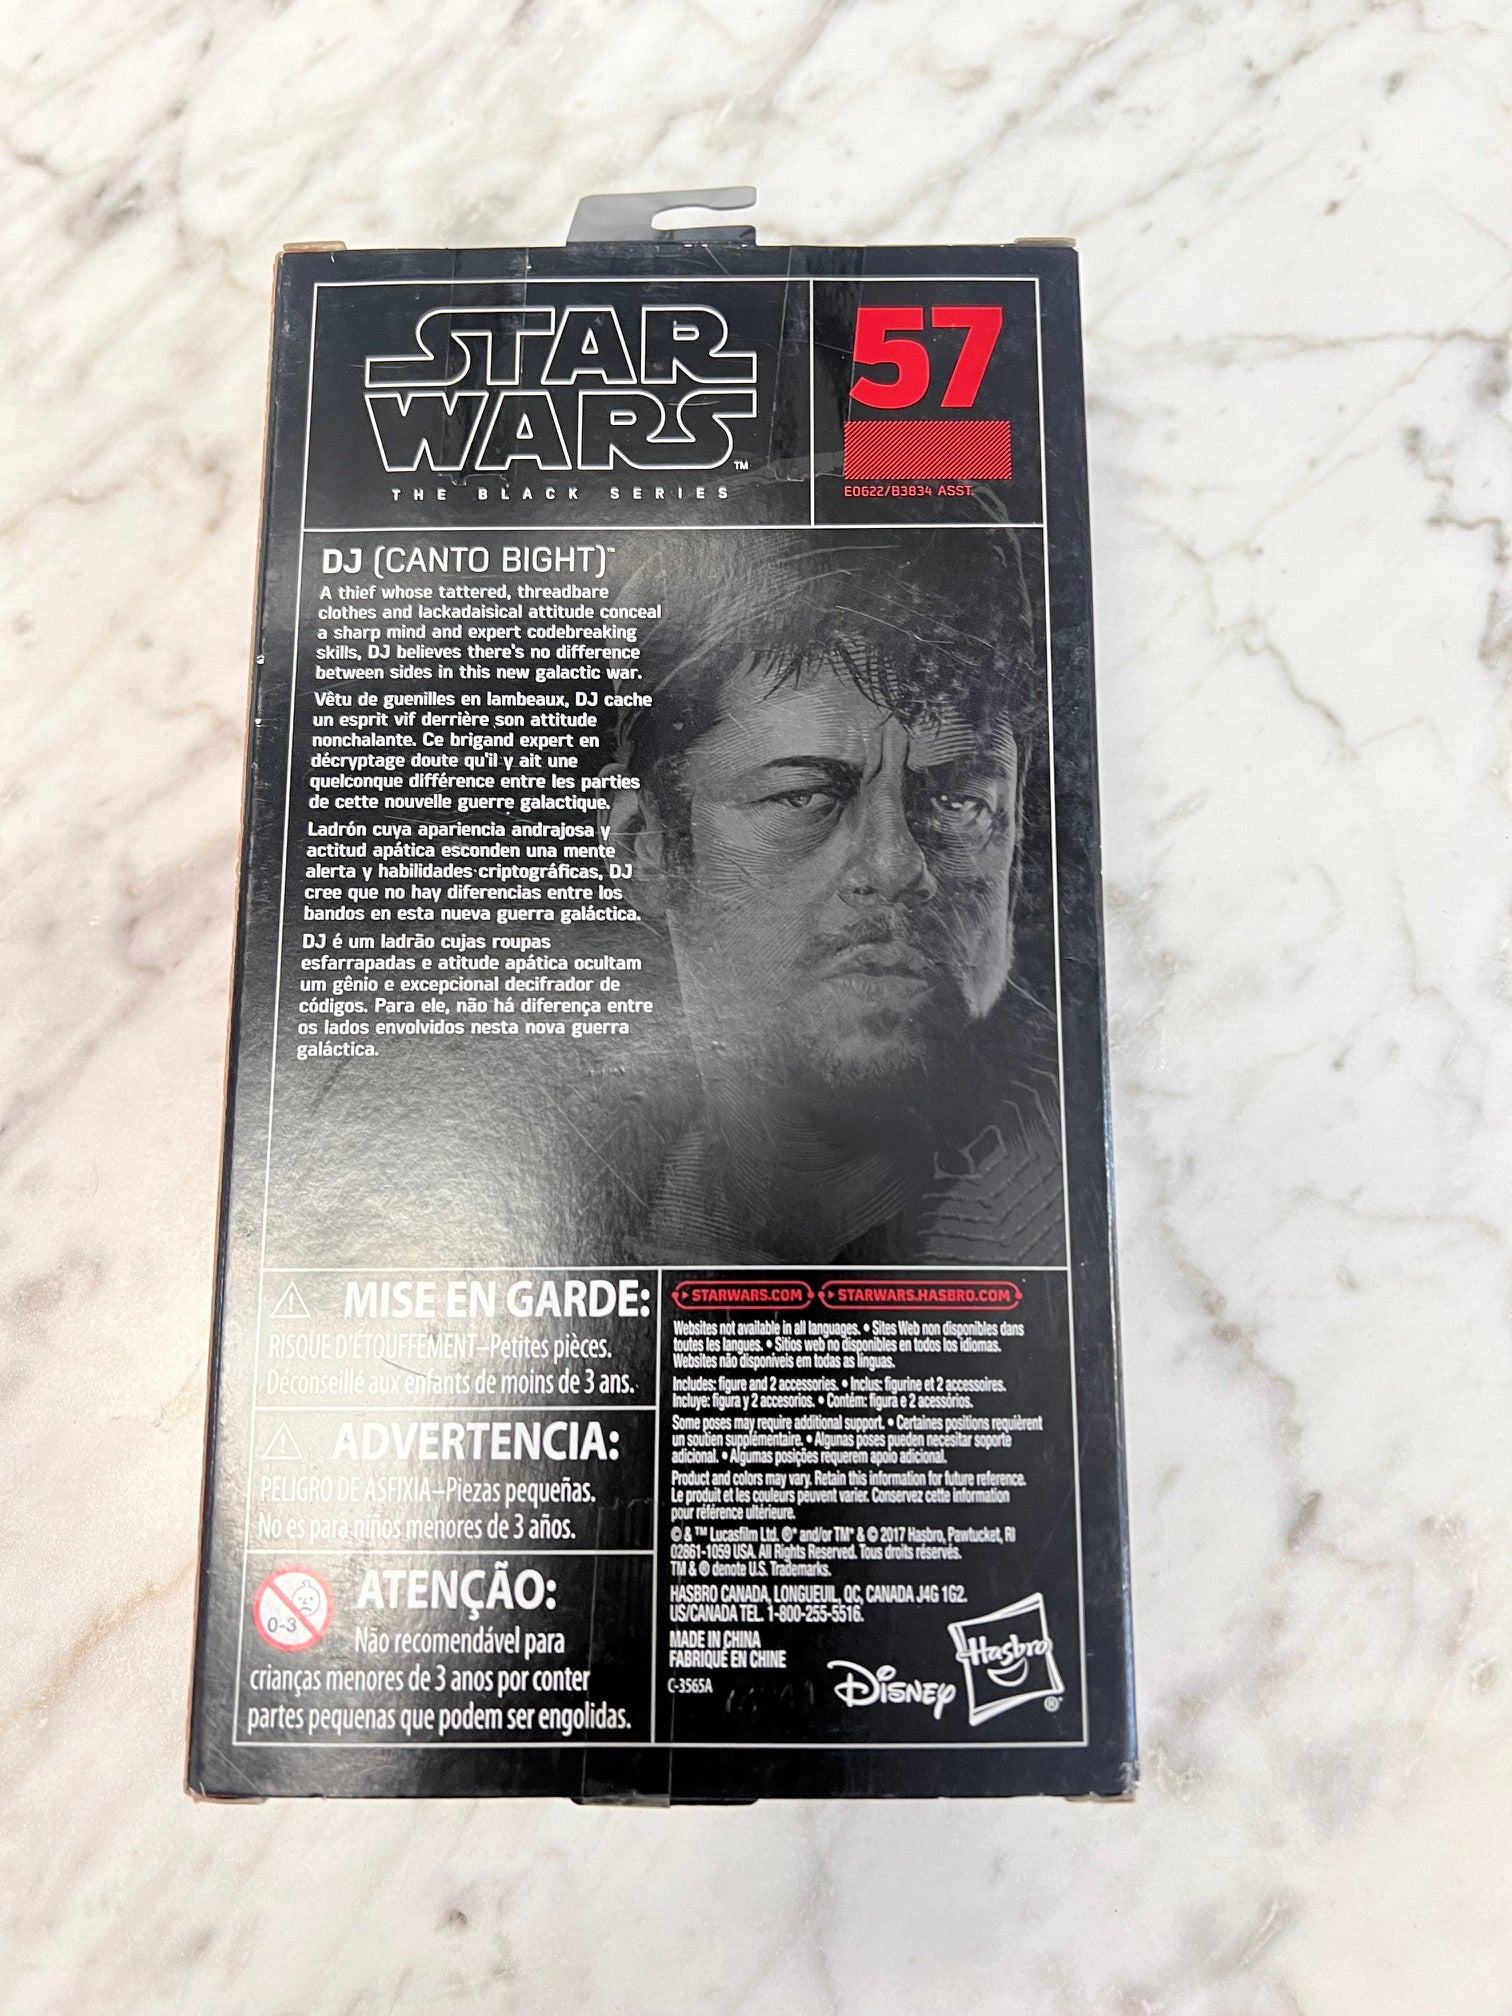 STAR
WARS™
THE BLACK SERIES
57
E0622/B3834 ASST.
DJ (CANTO BIGHT)™
A thief whose tattered, threadbare
clothes and lackadaisical attitude conceal
a sharp mind and expert codebreaking
skills, DJ believes there's no difference
between sides in this new galactic war.
Vêtu de guenilles en lambeaux, DJ cache
un esprit vif derrière son attitude
nonchalante. Ce brigand expert en
décryptage doute qu'il y ait une
quelconque différence entre les parties
de cette nouvelle guerre galactique.
Ladrón cuya apariencia andrajosa y
actitud apática esconden una mente
alerta y habilidades criptográficas, DJ
cree que no hay diferencias entre los
bandos en esta nueva guerra galáctica.
DJ é um ladrão cujas roupas
esfarrapadas e atitude apática ocultam
um gênio e excepcional decifrador de
códigos. Para ele, não há diferença entre
os lados envolvidos nesta nova guerra
galáctica.
MISE EN GARDE:
RISQUE D'ÉTOUFFEMENT–Petites pièces.
Déconseillé aux enfants de moins de 3 ans.
ADVERTENCIA:
PELIGRO DE ASFIXIA–Piezas pequeñas.
No es para niños menores de 3 años.
0-3
ATENÇÃO:
Não recomendável para
crianças menores de 3 anos por conter
partes pequenas que podem ser engolidas.
STARWARS.COM STARWARS.HASBRO.COM
Websites not available in all languages. • Sites Web non disponibles dans
toutes les langues. • Sitios web no disponibles en todos los idiomas.
Websites não disponíveis em todas as línguas.
Includes: figure and 2 accessories. • Inclus: figurine et 2 accessoires.
Incluye: figura y 2 accesorios. • Contém: figura e 2 acessórios.
Some poses may require additional support. • Certaines positions requièrent
un soutien supplémentaire. • Algunas poses pueden necesitar soporte
adicional. • Algumas posições requerem apoio adicional.
Product and colors may vary. Retain this information for future reference.
Le produit et les couleurs peuvent varier. Conservez cette information
pour référence ultérieure.
© & ™ Lucasfilm Ltd. ®* and/or TM* & © 2017 Hasbro, Pawtucket, RI
02861-1059 USA. All Rights Reserved. Tous droits réservés.
TM & ® denote U.S. Trademarks.
HASBRO CANADA, LONGUEUIL, QC, CANADA J4G 1G2.
US/CANADA TEL. 1-800-255-5516.
MADE IN CHINA
FABRIQUÉ EN CHINE
C-3565A
Disney
Hasbro
®*